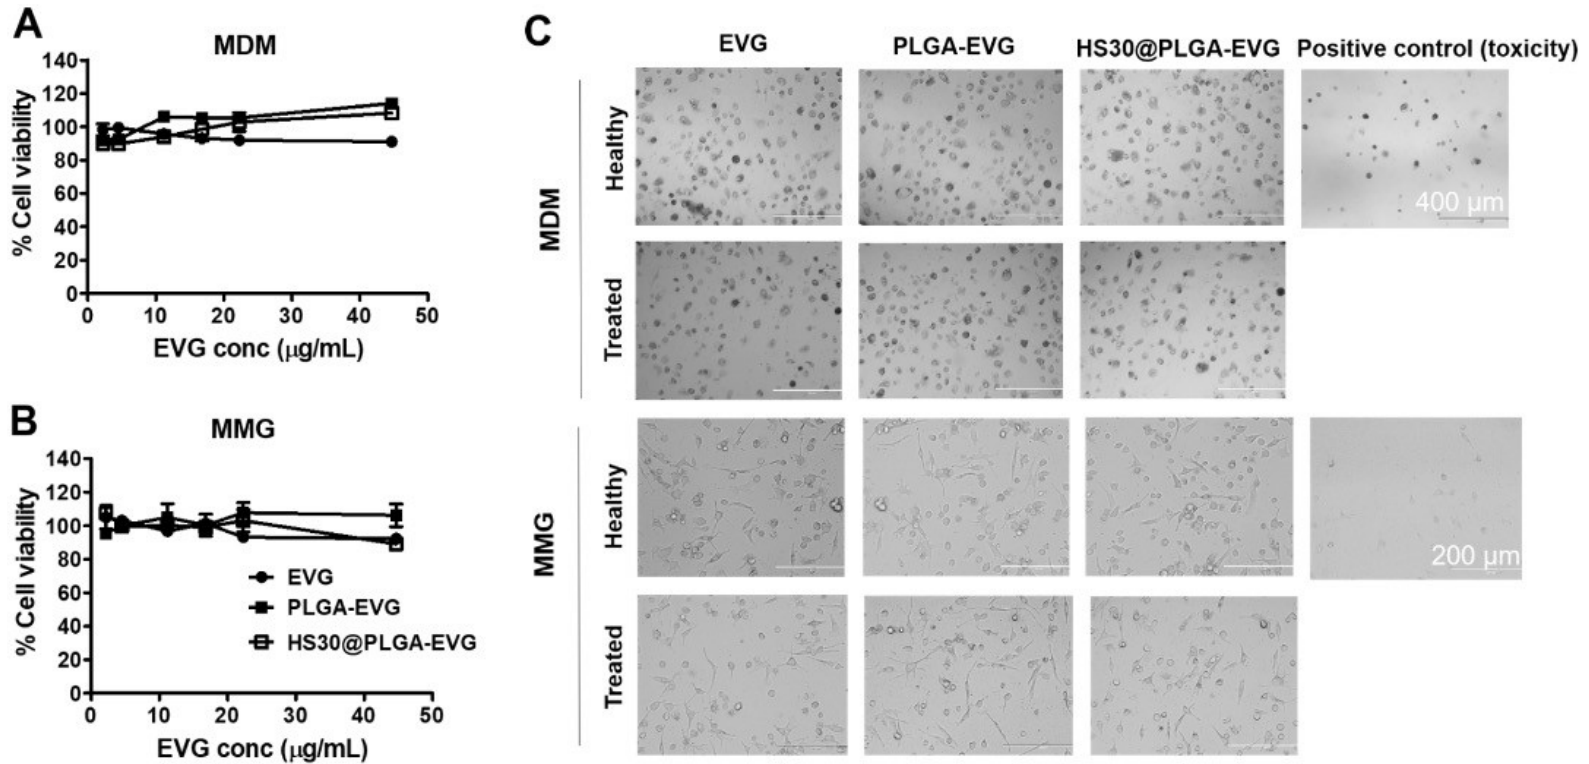 A
MDM
% Cell viability
140
120
100
80
60
40
20
0
0 10 20 30 40 50
EVG conc (μg/mL)
B
MMG
% Cell viability
140
120
100
80
60
40
20
0
EVG
PLGA-EVG
HS30@PLGA-EVG
0 10 20 30 40 50
EVG conc (μg/mL)
C
EVG PLGA-EVG HS30@PLGA-EVG Positive control (toxicity)
MDM
Healthy
400 μm
Treated
MMG
Healthy
200 μm
Treated